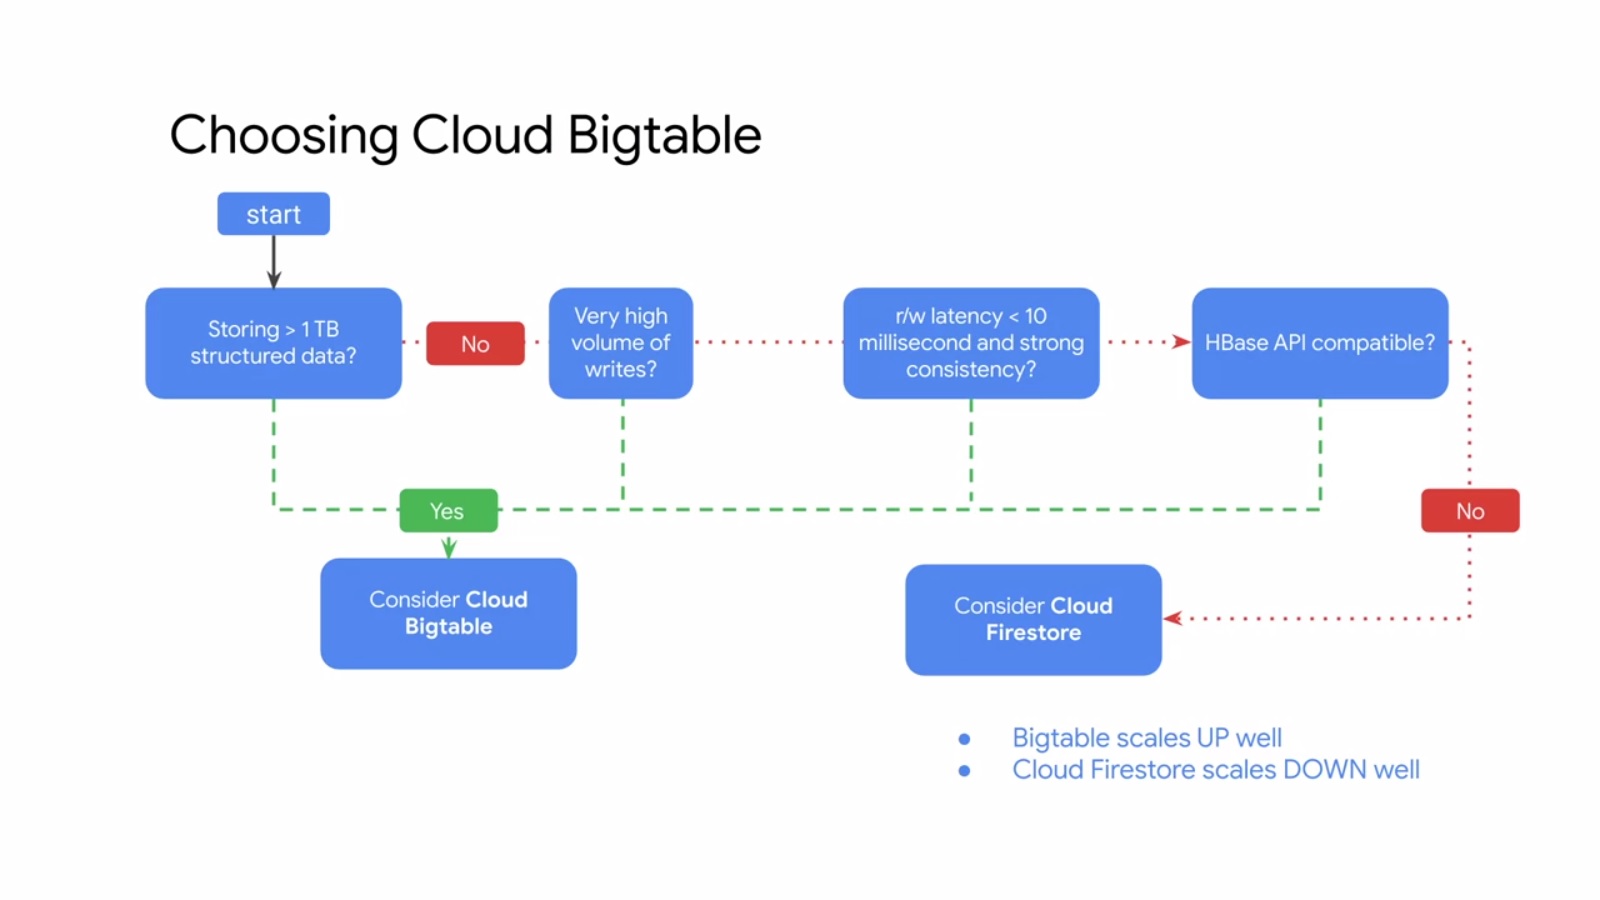 Choosing Cloud Bigtable
start
Storing > 1 TB
structured data?
No
Very high
volume of
writes?
r/w latency < 10
millisecond and strong
consistency?
HBase API compatible?
Yes
No
Consider Cloud
Bigtable
Consider Cloud
Firestore
● Bigtable scales UP well
● Cloud Firestore scales DOWN well